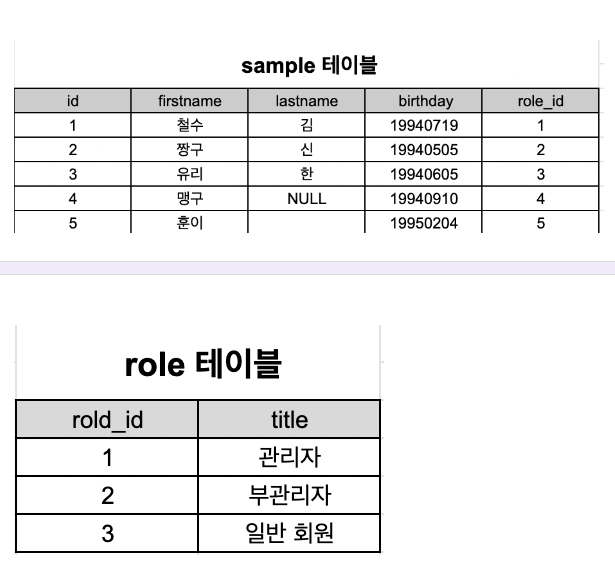 sample 테이블
id firstname lastname birthday role_id
1 철수 김 19940719 1
2 짱구 신 19940505 2
3 유리 한 19940605 3
4 맹구 NULL 19940910 4
5 훈이 19950204 5
role 테이블
rold_id title
1 관리자
2 부관리자
3 일반 회원